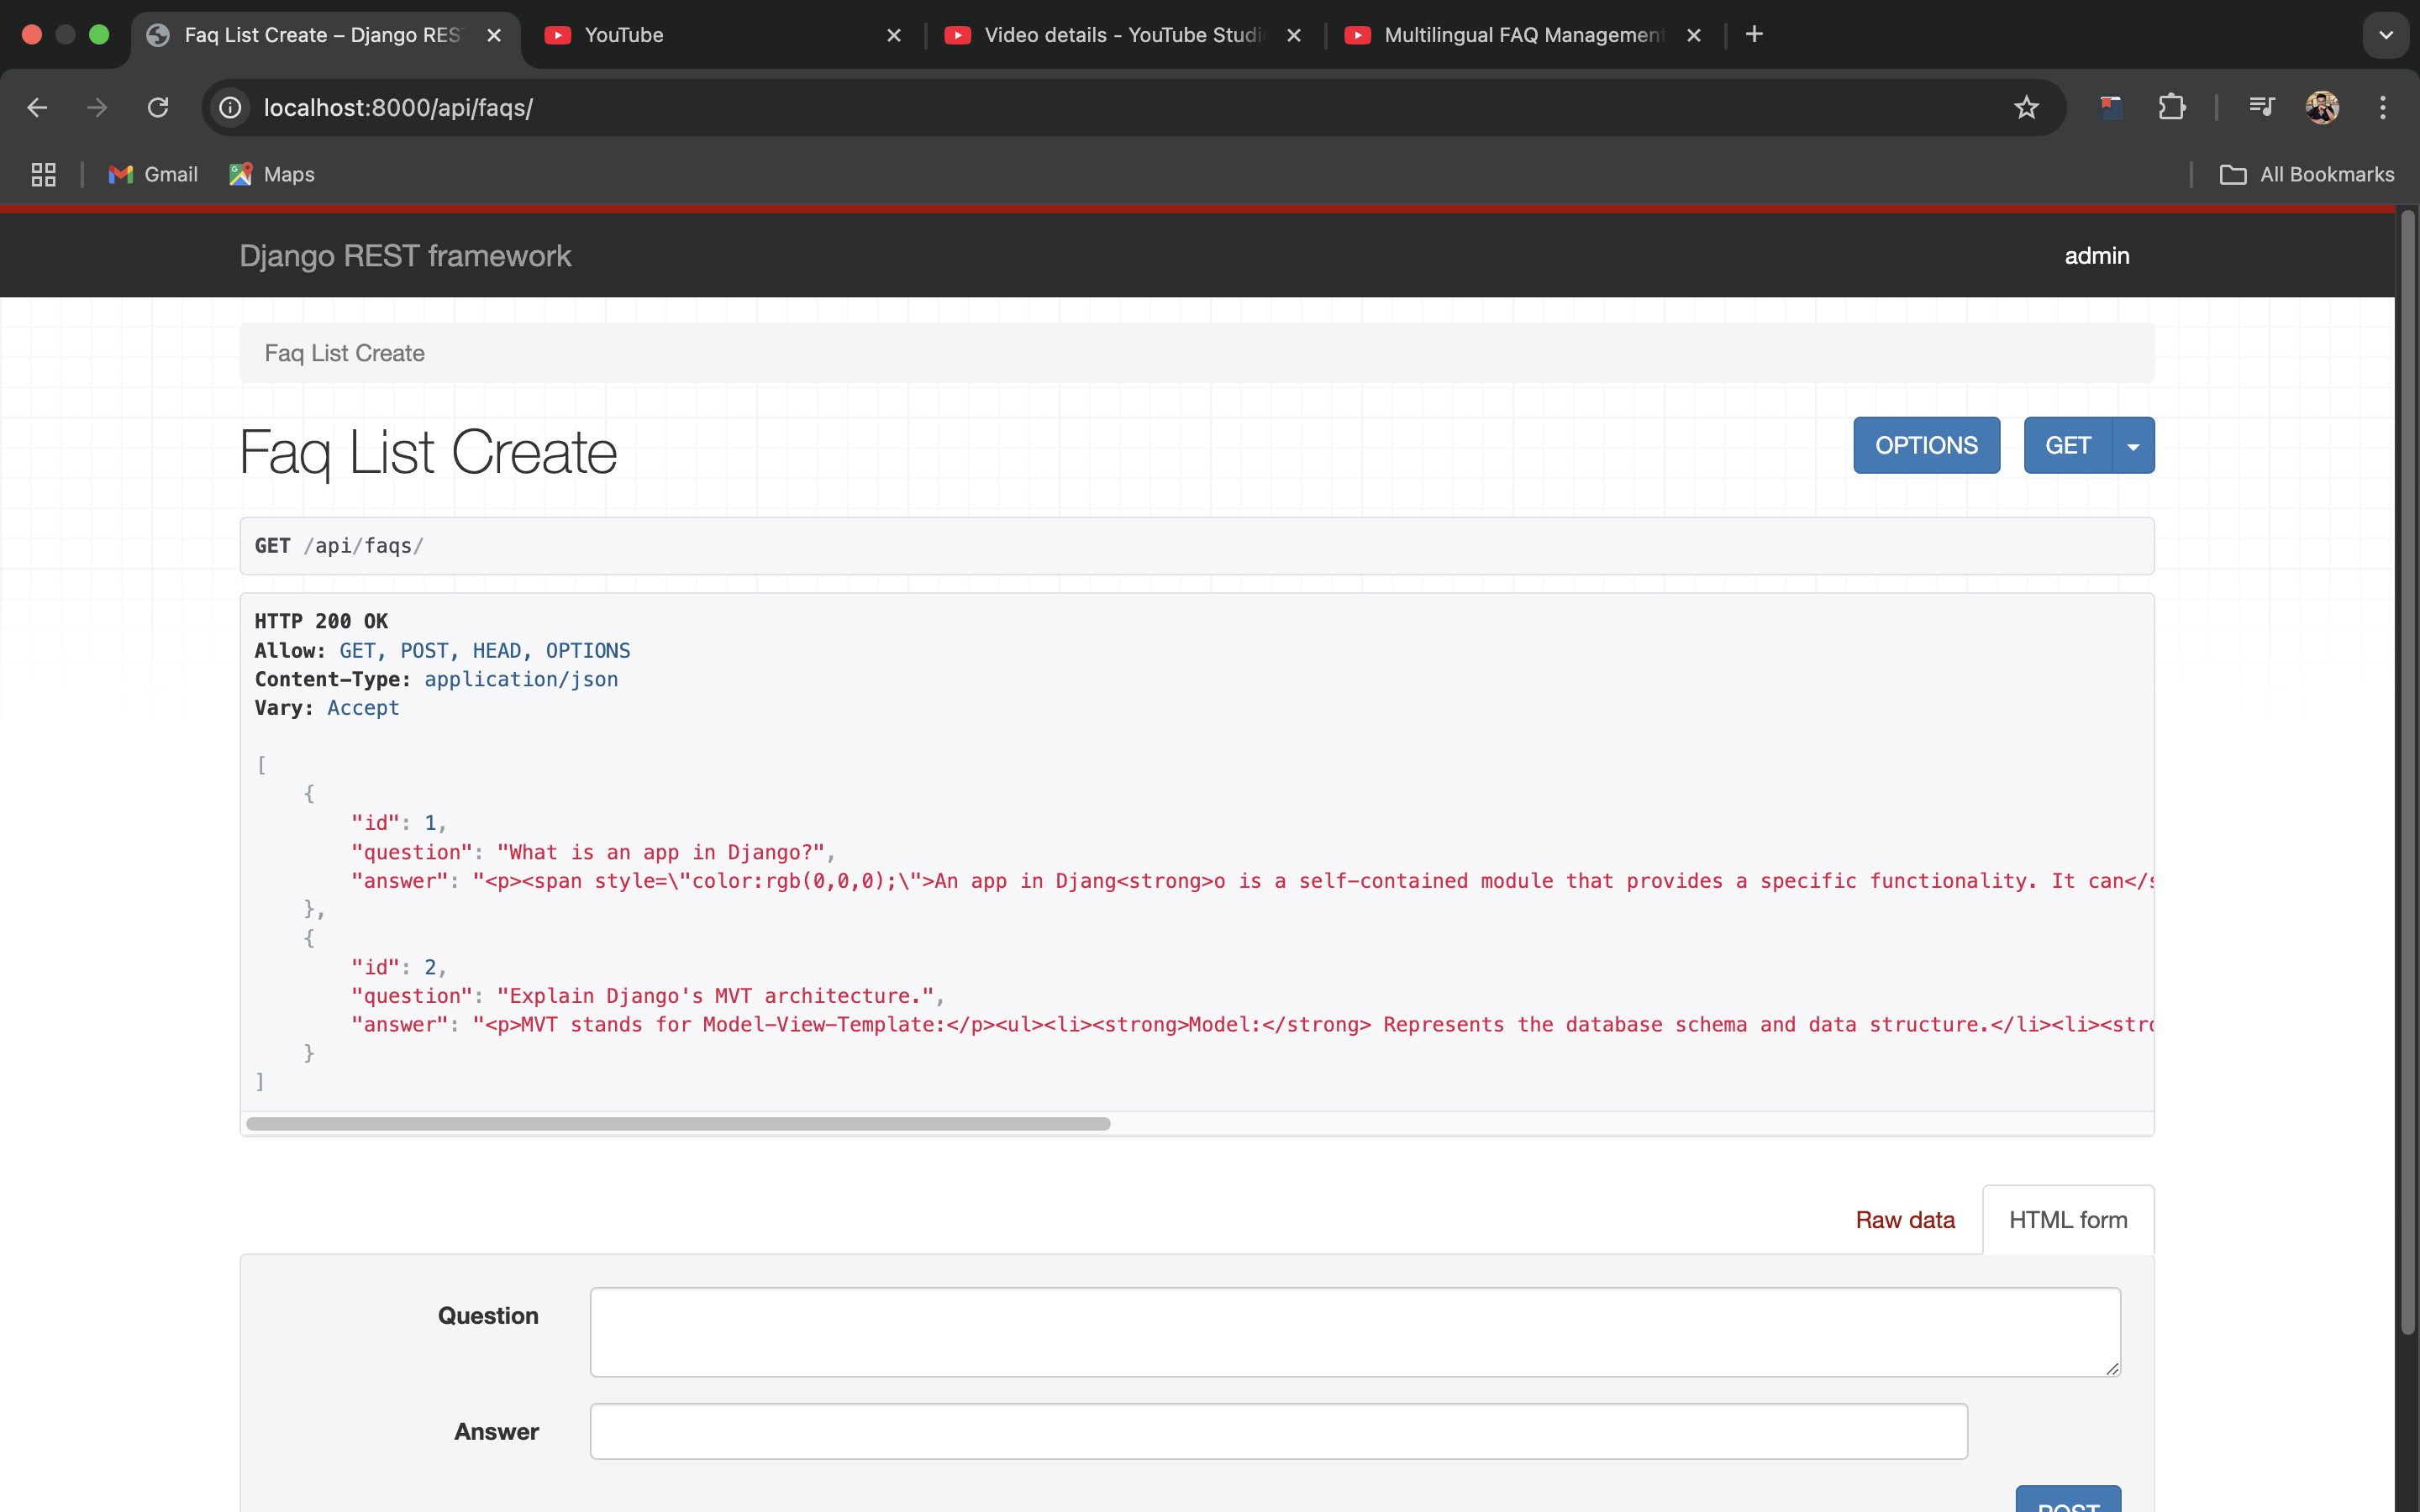 Faq List Create – Django RES
YouTube
Video details - YouTube Studi
Multilingual FAQ Management
localhost:8000/api/faqs/
Gmail
Maps
All Bookmarks
Django REST framework
admin
Faq List Create
Faq List Create
OPTIONS
GET
GET /api/faqs/
HTTP 200 OK
Allow: GET, POST, HEAD, OPTIONS
Content-Type: application/json
Vary: Accept
[
    {
        "id": 1,
        "question": "What is an app in Django?",
        "answer": "<p><span style=\"color:rgb(0,0,0);\">An app in Djang<strong>o is a self-contained module that provides a specific functionality. It can</s
    },
    {
        "id": 2,
        "question": "Explain Django's MVT architecture.",
        "answer": "<p>MVT stands for Model-View-Template:</p><ul><li><strong>Model:</strong> Represents the database schema and data structure.</li><li><stro
    }
]
Raw data
HTML form
Question
Answer
POST